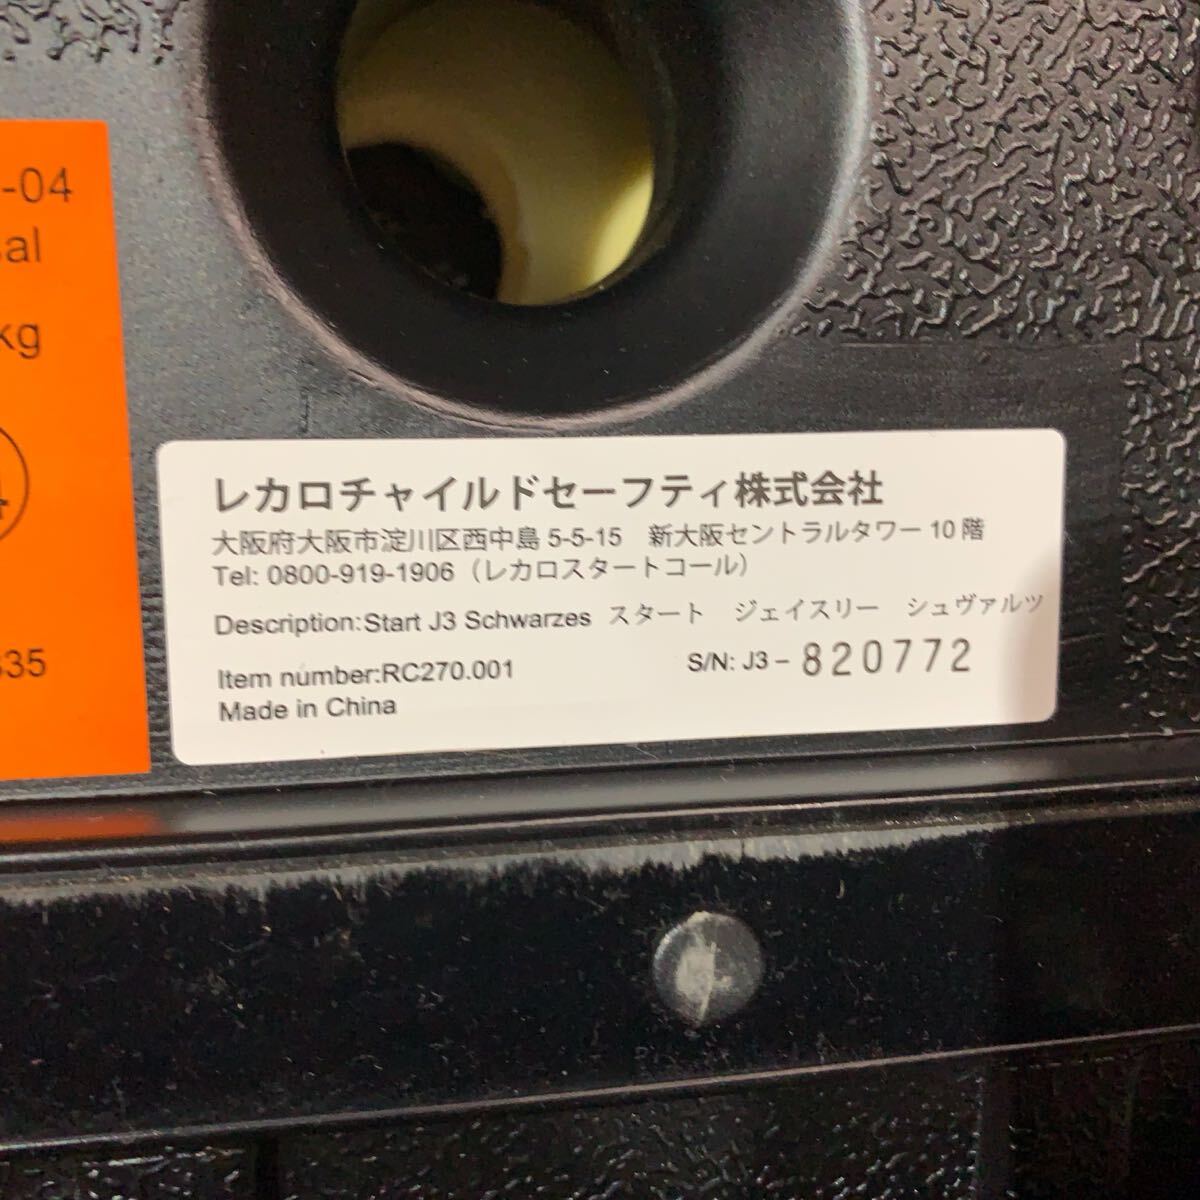 -04
sal
kg
4
335
レカロチャイルドセーフティ株式会社
大阪府大阪市淀川区西中島 5-5-15　新大阪セントラルタワー 10 階
Tel: 0800-919-1906（レカロスタートコール）
Description:Start J3 Schwarzes スタート　ジェイスリー　シュヴァルツ
Item number:RC270.001
S/N: J3 – 820772
Made in China